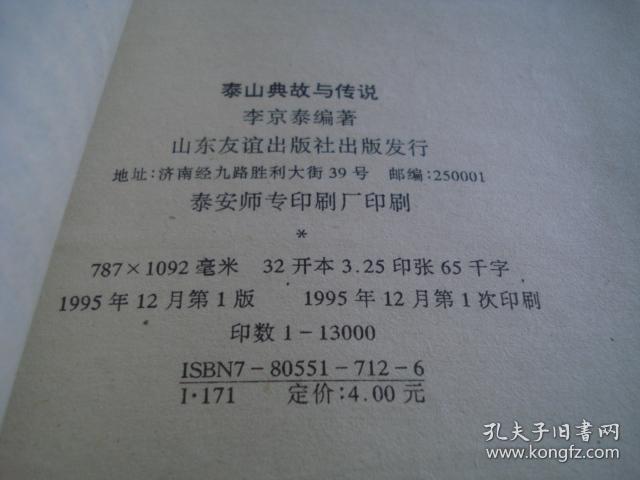 泰山典故与传说
李京泰编著
山东友谊出版社出版发行
地址:济南经九路胜利大街39号 邮编:250001
泰安师专印刷厂印刷
*
787×1092毫米 32开本3.25印张65千字
1995年12月第1版 1995年12月第1次印刷
印数1-13000
ISBN7-80551-712-6
I·171 定价:4.00元
孔夫子旧书网
www.kongfz.com